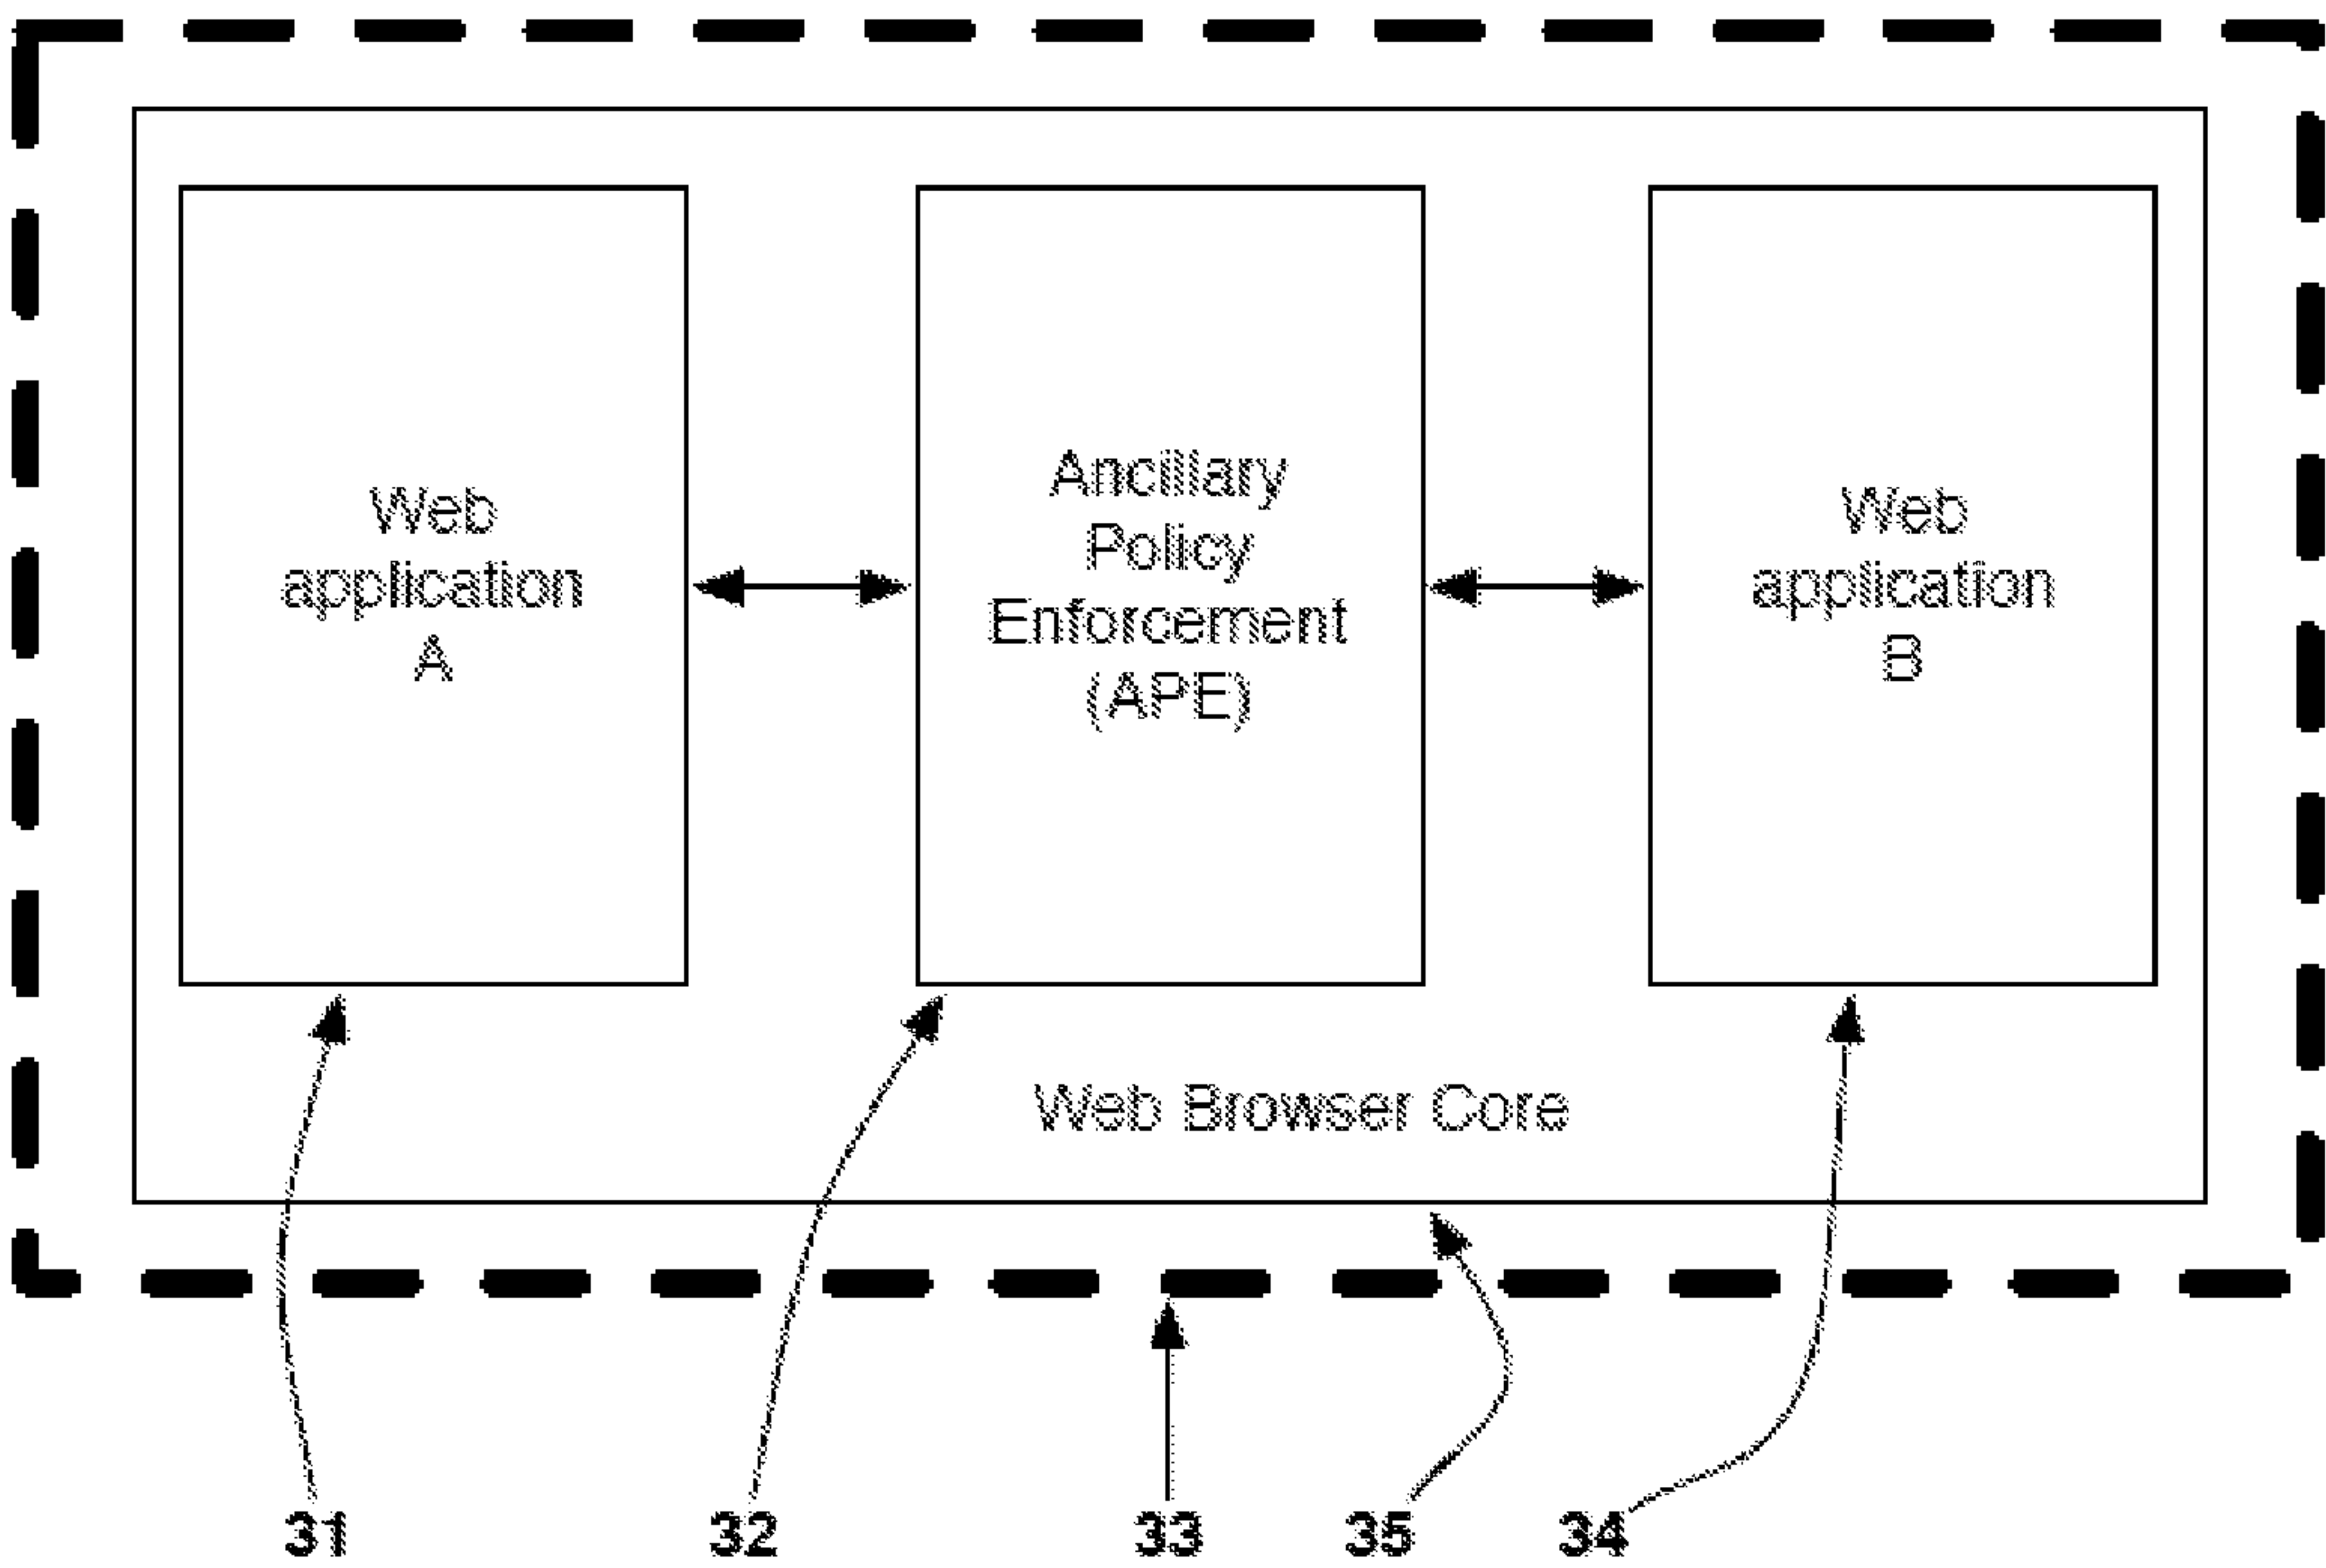 Web
application
A
Ancillary
Policy
Enforcement
(APE)
Web
application
B
Web Browser Core
31
32
33
35
34